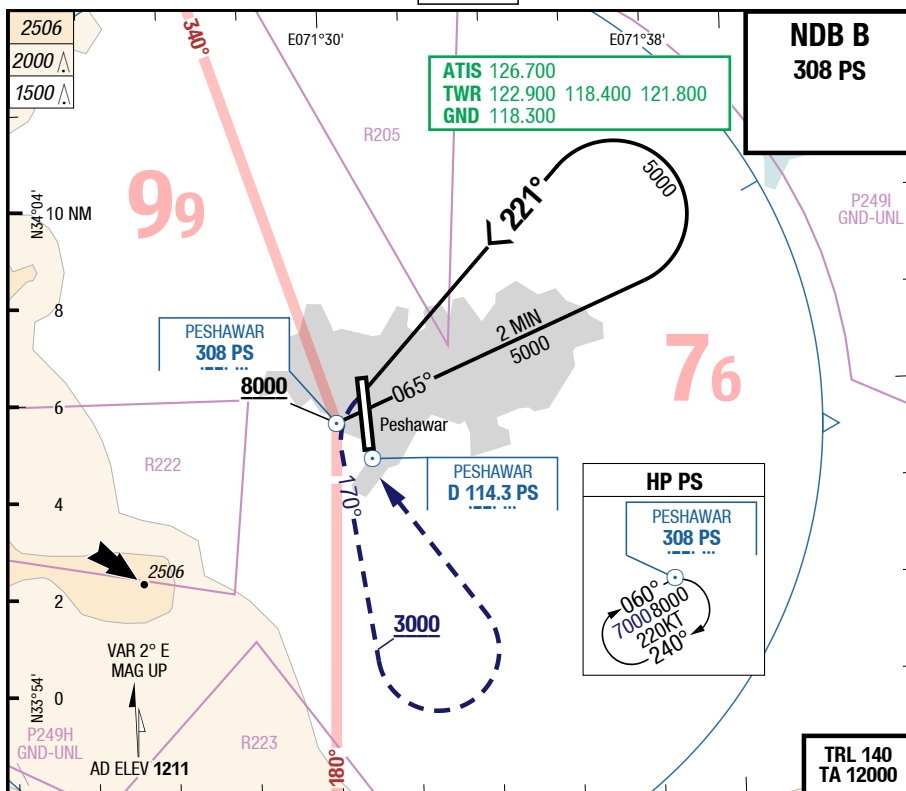 2506
2000
1500
E071°30'
E071°38'
NDB B
308 PS
ATIS 126.700
TWR 122.900 118.400 121.800
GND 118.300
340°
R205
99
N34°04'
10 NM
8
6
4
2
0
N33°54'
221°
5000
P249I
GND-UNL
PESHAWAR
308 PS
8000
2 MIN
5000
065°
76
Peshawar
R222
170°
PESHAWAR
D 114.3 PS
HP PS
PESHAWAR
308 PS
060°
7000 8000
220KT
240°
2506
3000
VAR 2° E
MAG UP
P249H
GND-UNL
AD ELEV 1211
R223
180°
TRL 140
TA 12000